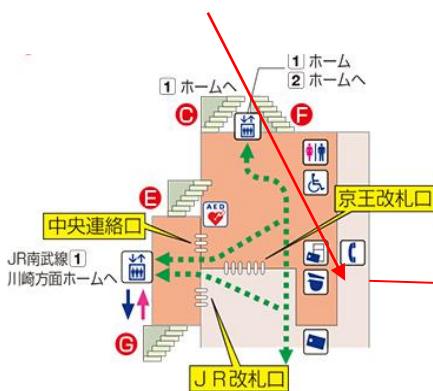 1 ホーム
2 ホームへ
1 ホームへ
C
F
E
AED
京王改札口
中央連絡口
JR南武線 1
川崎方面ホームへ
G
JR改札口